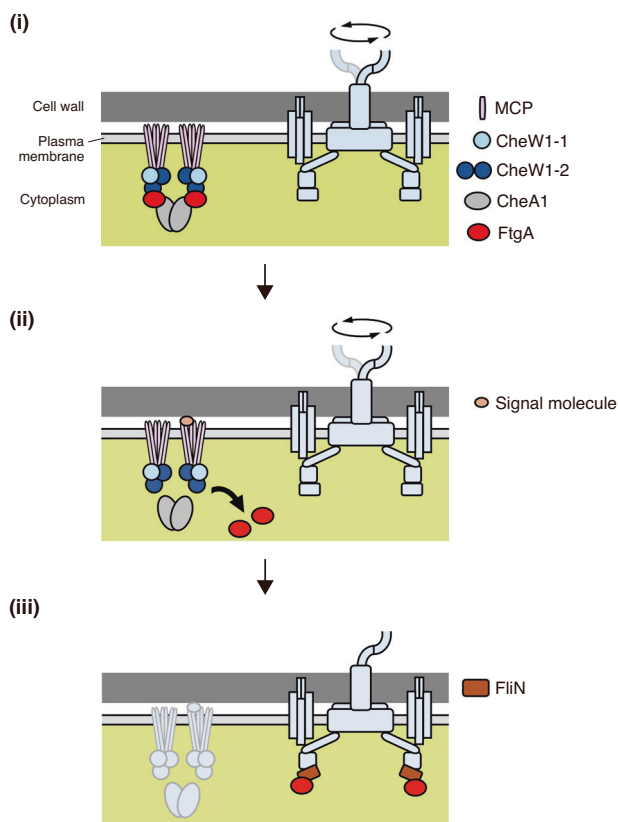 (i)
Cell wall
Plasma
membrane
Cytoplasm
MCP
CheW1-1
CheW1-2
CheA1
FtgA
(ii)
Signal molecule
(iii)
FliN